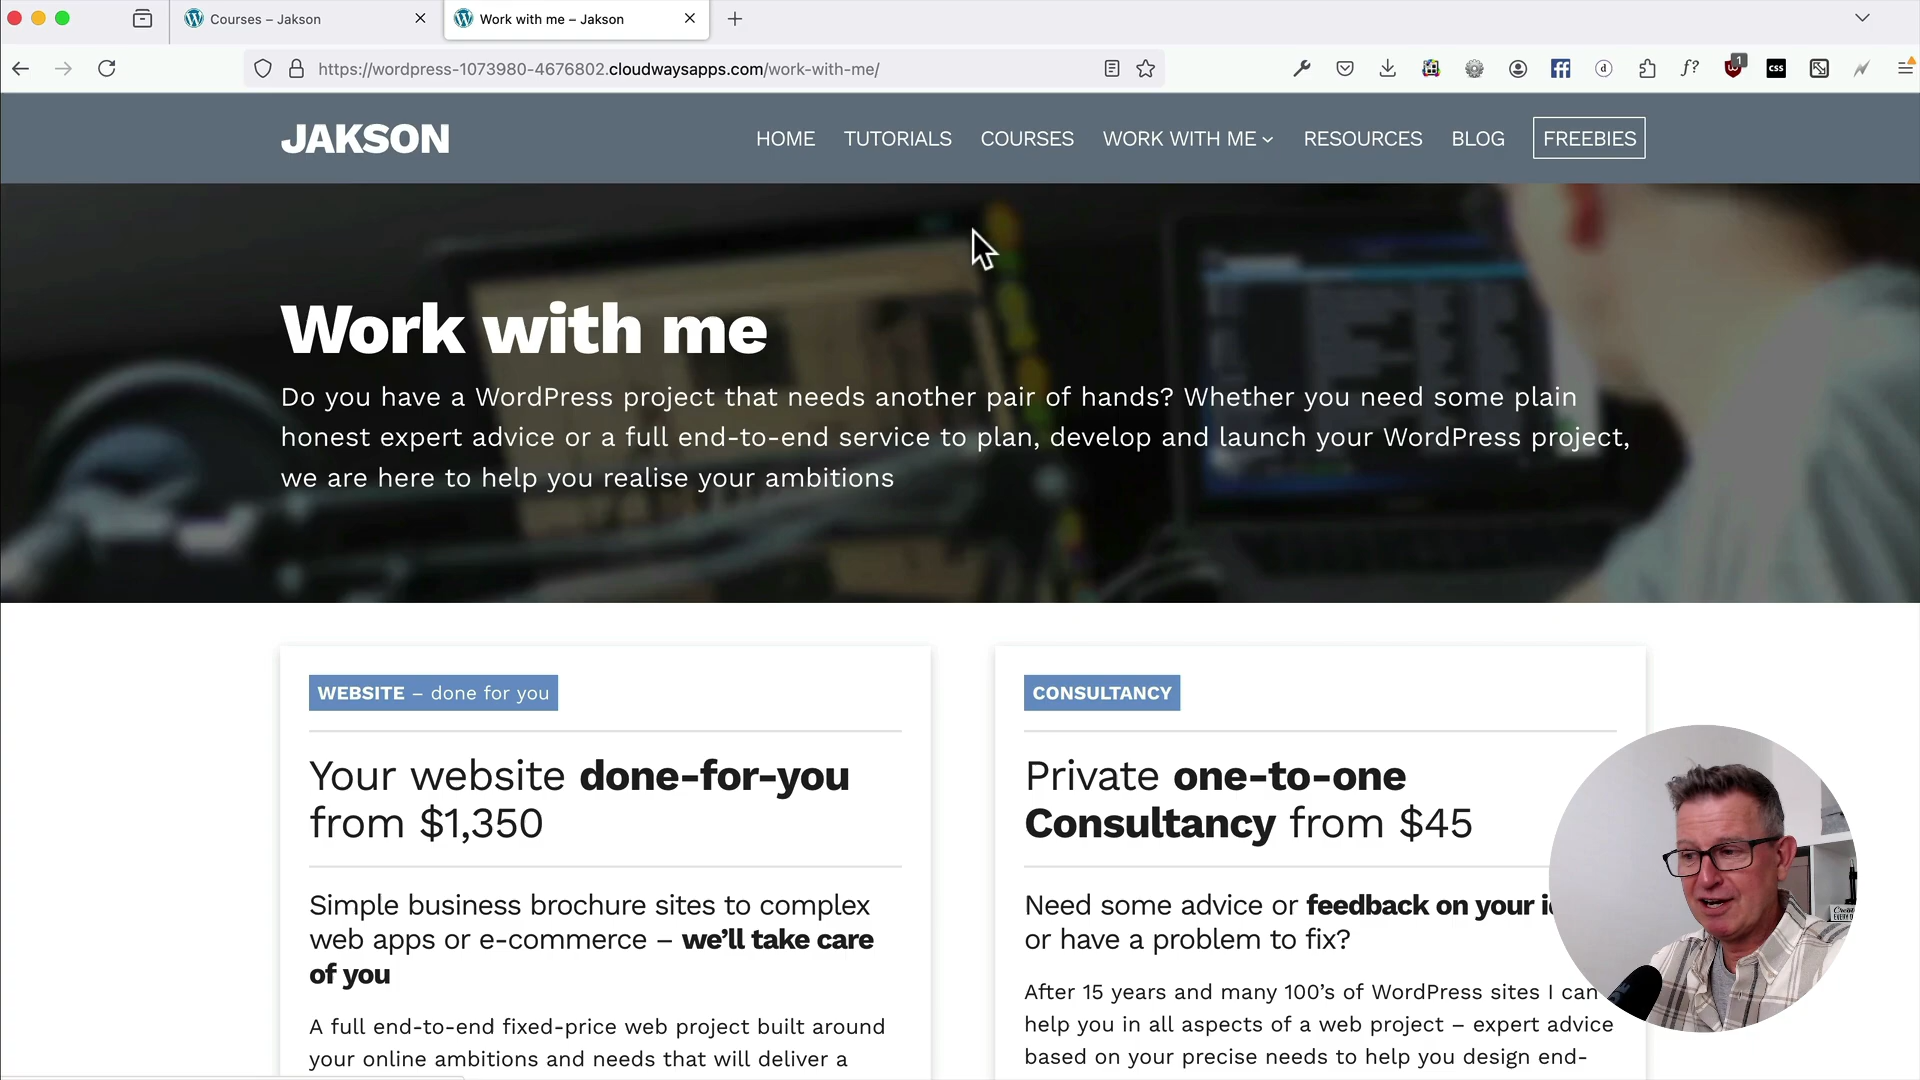 Courses – Jakson
Work with me – Jakson
https://wordpress-1073980-4676802.cloudwaysapps.com/work-with-me/
JAKSON
HOME TUTORIALS COURSES WORK WITH ME RESOURCES BLOG FREEBIES
Work with me
Do you have a WordPress project that needs another pair of hands? Whether you need some plain
honest expert advice or a full end-to-end service to plan, develop and launch your WordPress project,
we are here to help you realise your ambitions
WEBSITE – done for you
Your website done-for-you
from $1,350
Simple business brochure sites to complex
web apps or e-commerce – we'll take care
of you
A full end-to-end fixed-price web project built around
your online ambitions and needs that will deliver a
CONSULTANCY
Private one-to-one
Consultancy from $45
Need some advice or feedback on your
or have a problem to fix?
After 15 years and many 100's of WordPress sites I can
help you in all aspects of a web project – expert advice
based on your precise needs to help you design end-